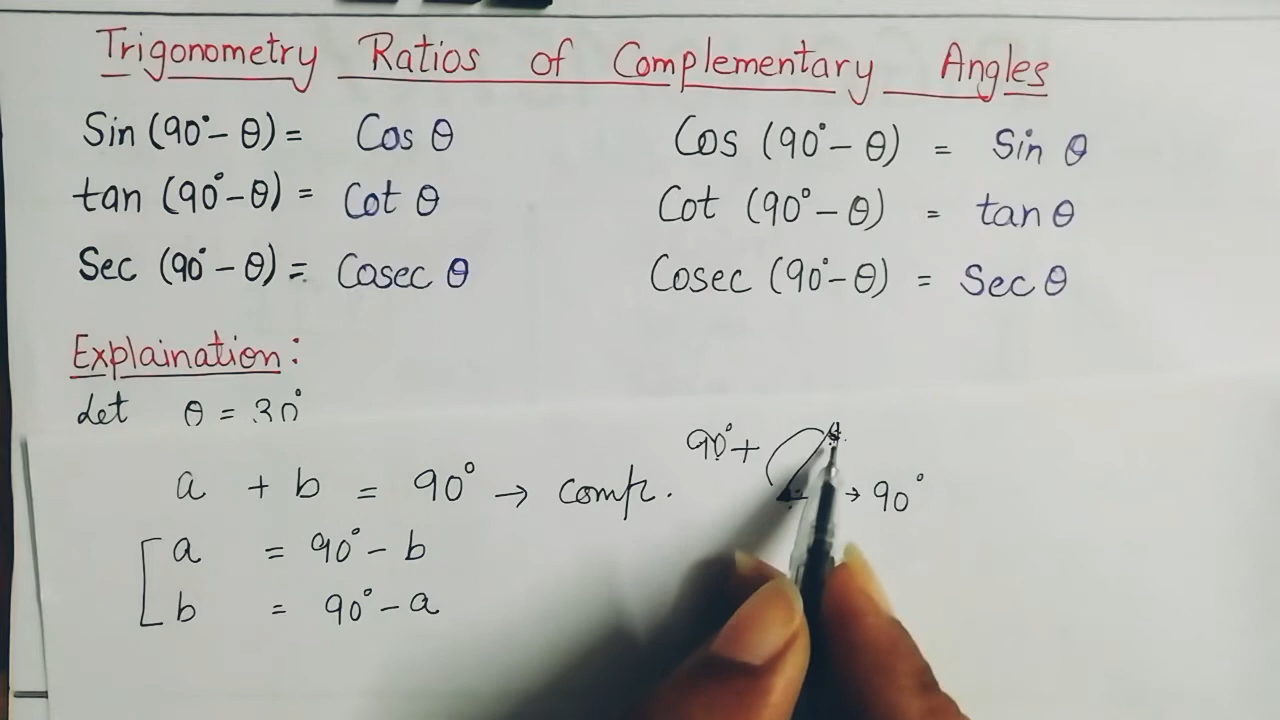 Trigonometry Ratios of Complementary Angles
Sin (90° – θ) = Cos θ
Cos (90° – θ) = Sin θ
tan (90° – θ) = Cot θ
Cot (90° – θ) = tan θ
Sec (90° – θ) = Cosec θ
Cosec (90° – θ) = Sec θ
Explaination:
Let θ = 30°
90° +
a + b = 90° → comp.
→ 90°
a = 90° – b
b = 90° – a